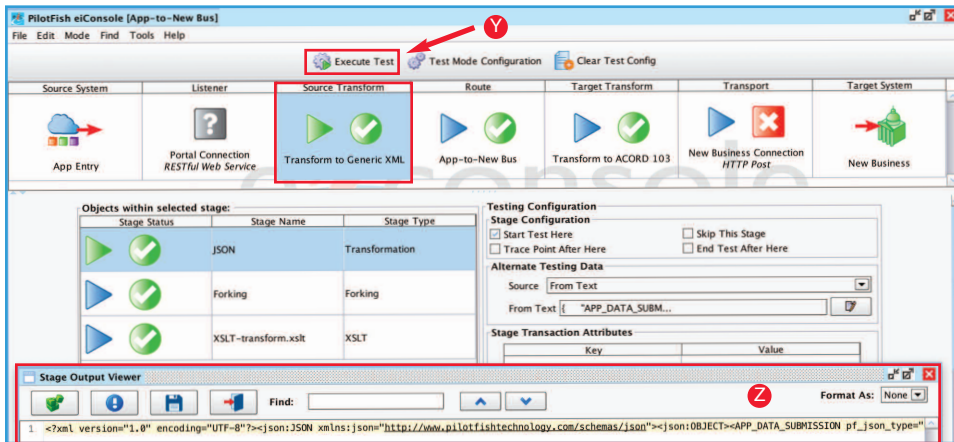 PilotFish eiConsole [App-to-New Bus]
File Edit Mode Find Tools Help
Y
Execute Test Test Mode Configuration Clear Test Config
Source System Listener Source Transform Route Target Transform Transport Target System
App Entry
Portal Connection
RESTful Web Service
Transform to Generic XML
App-to-New Bus
Transform to ACORD 103
New Business Connection
HTTP Post
New Business
Objects within selected stage:
Stage Status Stage Name Stage Type
JSON Transformation
Forking Forking
XSLT-transform.xslt XSLT
Testing Configuration
Stage Configuration
Start Test Here Skip This Stage
Trace Point After Here End Test After Here
Alternate Testing Data
Source From Text
From Text { "APP_DATA_SUBM...
Stage Transaction Attributes
Key Value
Stage Output Viewer
Z
Find: Format As: None
1 <?xml version="1.0" encoding="UTF-8"?><json:JSON xmlns:json="http://www.pilotfishtechnology.com/schemas/json"><json:OBJECT><APP_DATA_SUBMISSION pf_json_type="